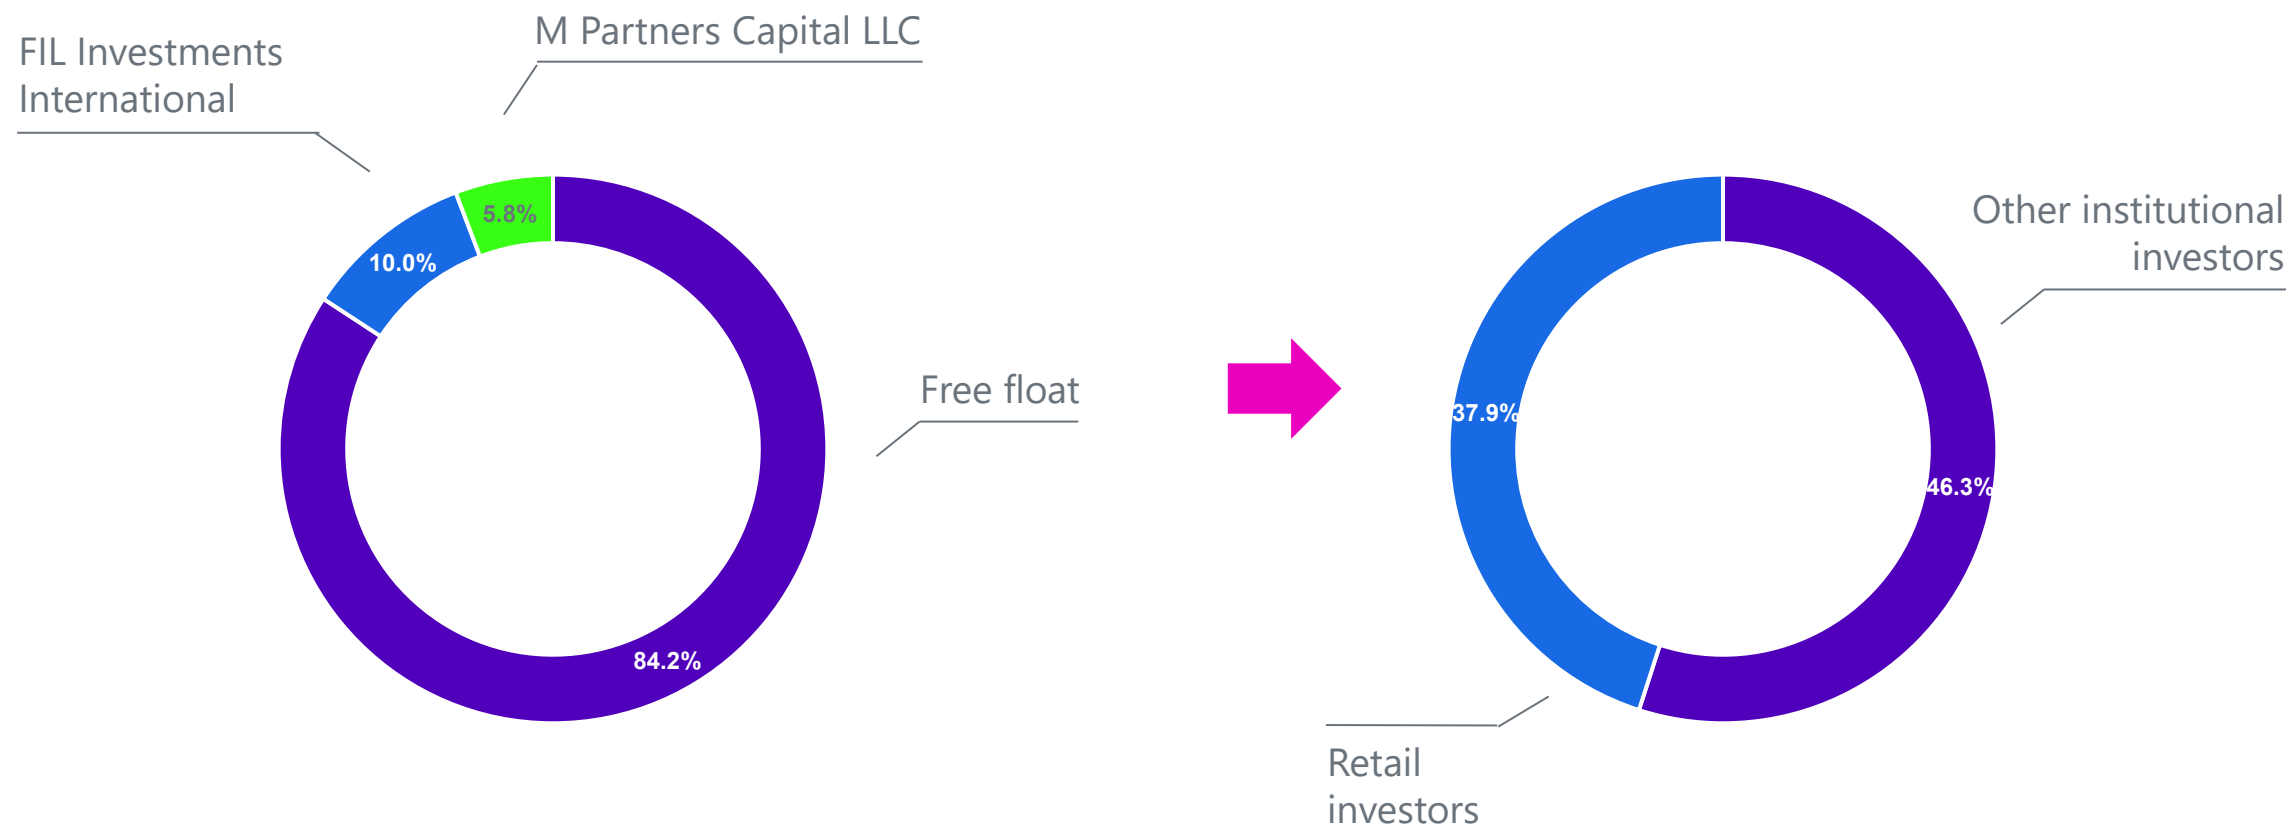 M Partners Capital LLC
FIL Investments
International
5.8%
10.0%
Free float
84.2%
Other institutional
investors
37.9%
46.3%
Retail
investors